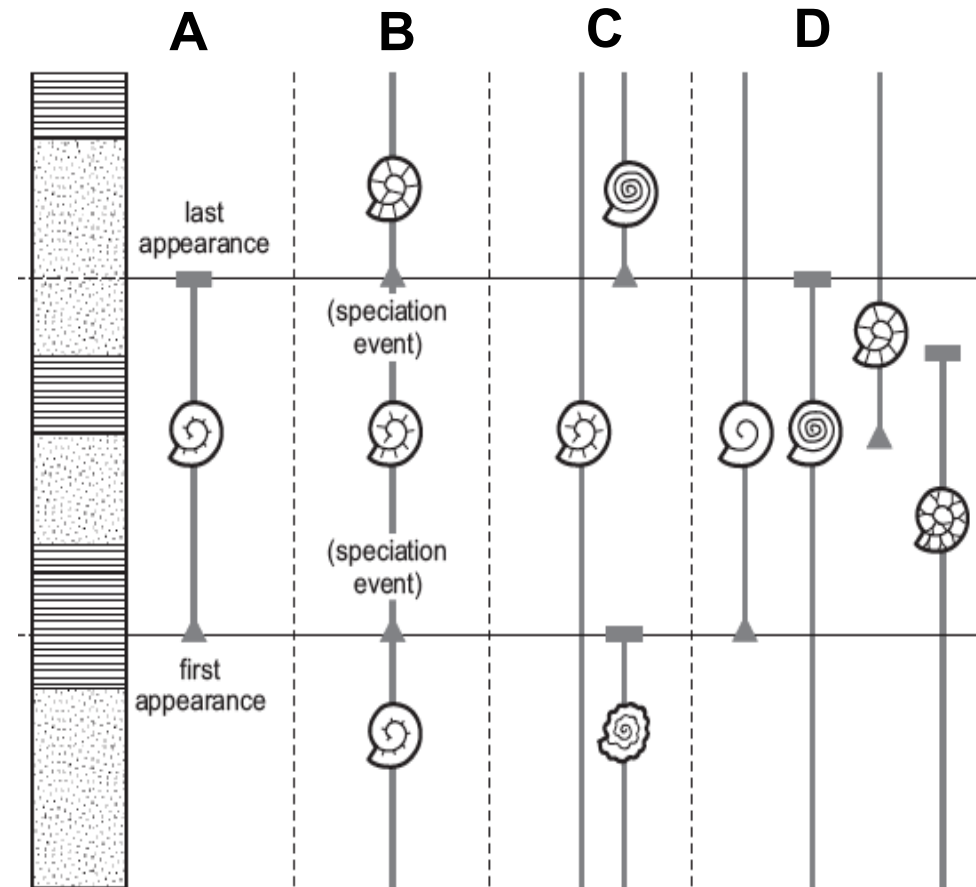 A B C D
last
appearance
(speciation
event)
(speciation
event)
first
appearance